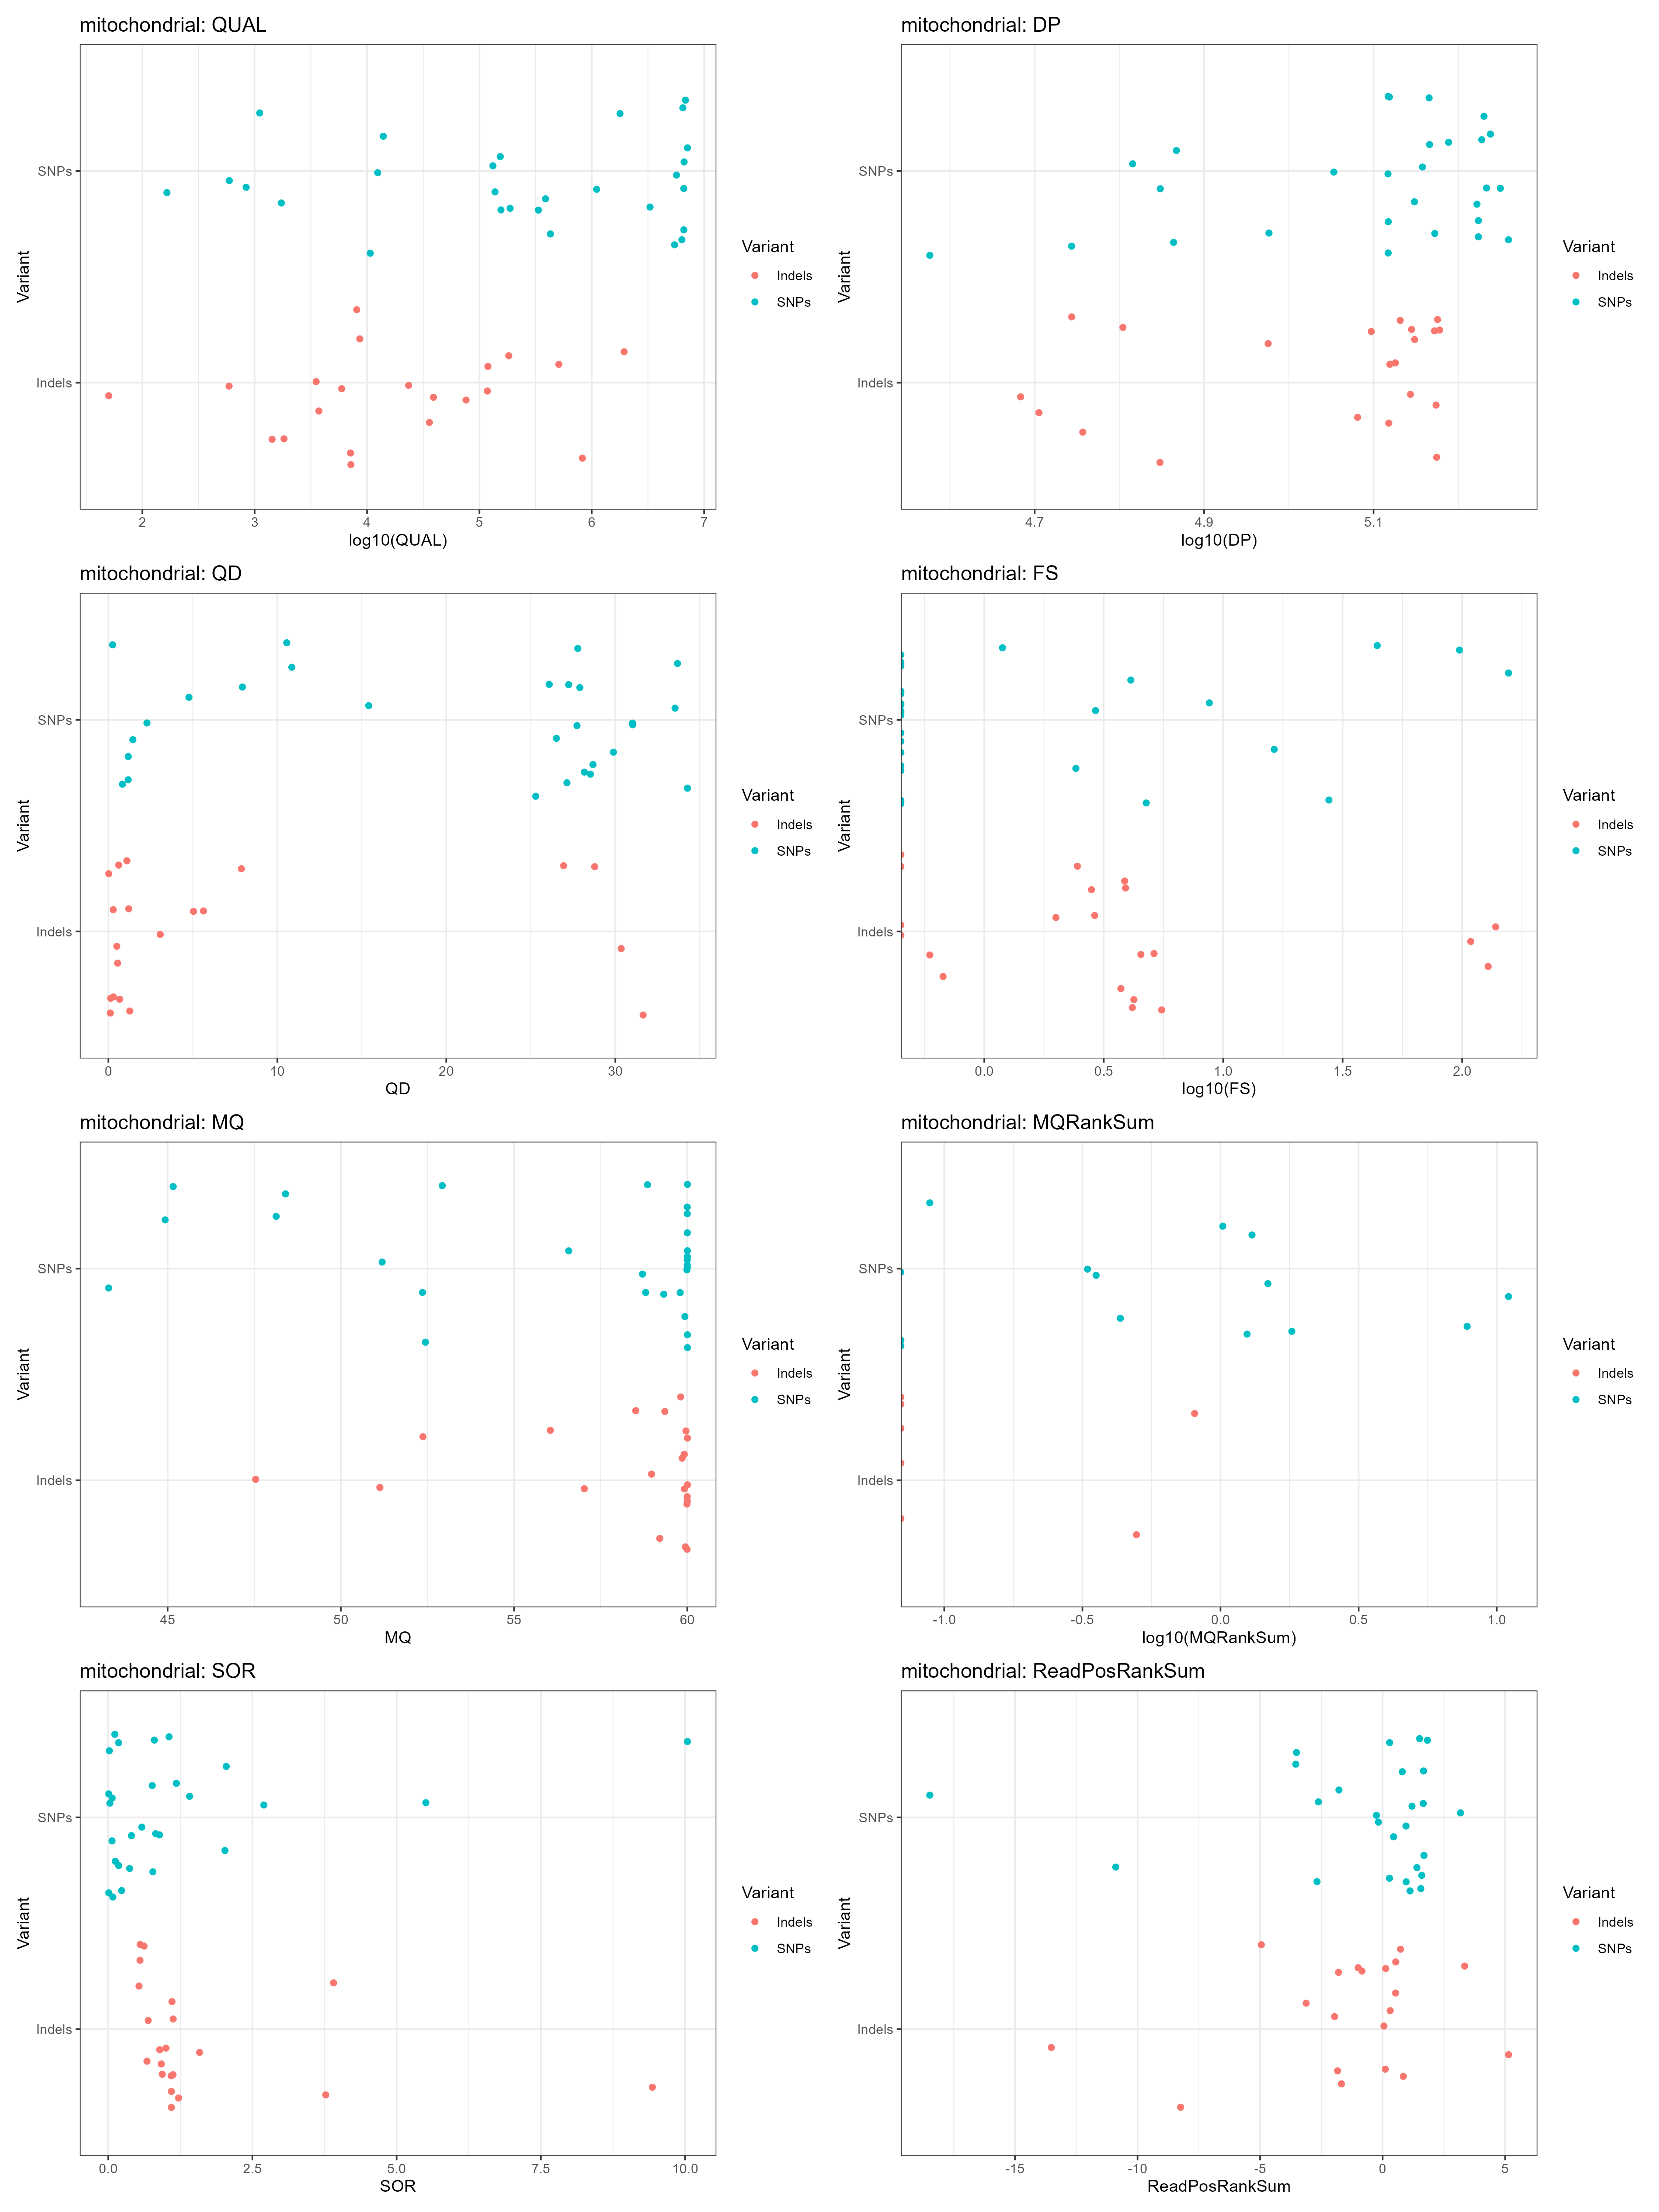 mitochondrial: QUAL
Variant
SNPs
Indels
2 3 4 5 6 7
log10(QUAL)
Variant
Indels
SNPs
mitochondrial: DP
Variant
SNPs
Indels
4.7 4.9 5.1
log10(DP)
Variant
Indels
SNPs
mitochondrial: QD
Variant
SNPs
Indels
0 10 20 30
QD
Variant
Indels
SNPs
mitochondrial: FS
Variant
SNPs
Indels
0.0 0.5 1.0 1.5 2.0
log10(FS)
Variant
Indels
SNPs
mitochondrial: MQ
Variant
SNPs
Indels
45 50 55 60
MQ
Variant
Indels
SNPs
mitochondrial: MQRankSum
Variant
SNPs
Indels
-1.0 -0.5 0.0 0.5 1.0
log10(MQRankSum)
Variant
Indels
SNPs
mitochondrial: SOR
Variant
SNPs
Indels
0.0 2.5 5.0 7.5 10.0
SOR
Variant
Indels
SNPs
mitochondrial: ReadPosRankSum
Variant
SNPs
Indels
-15 -10 -5 0 5
ReadPosRankSum
Variant
Indels
SNPs